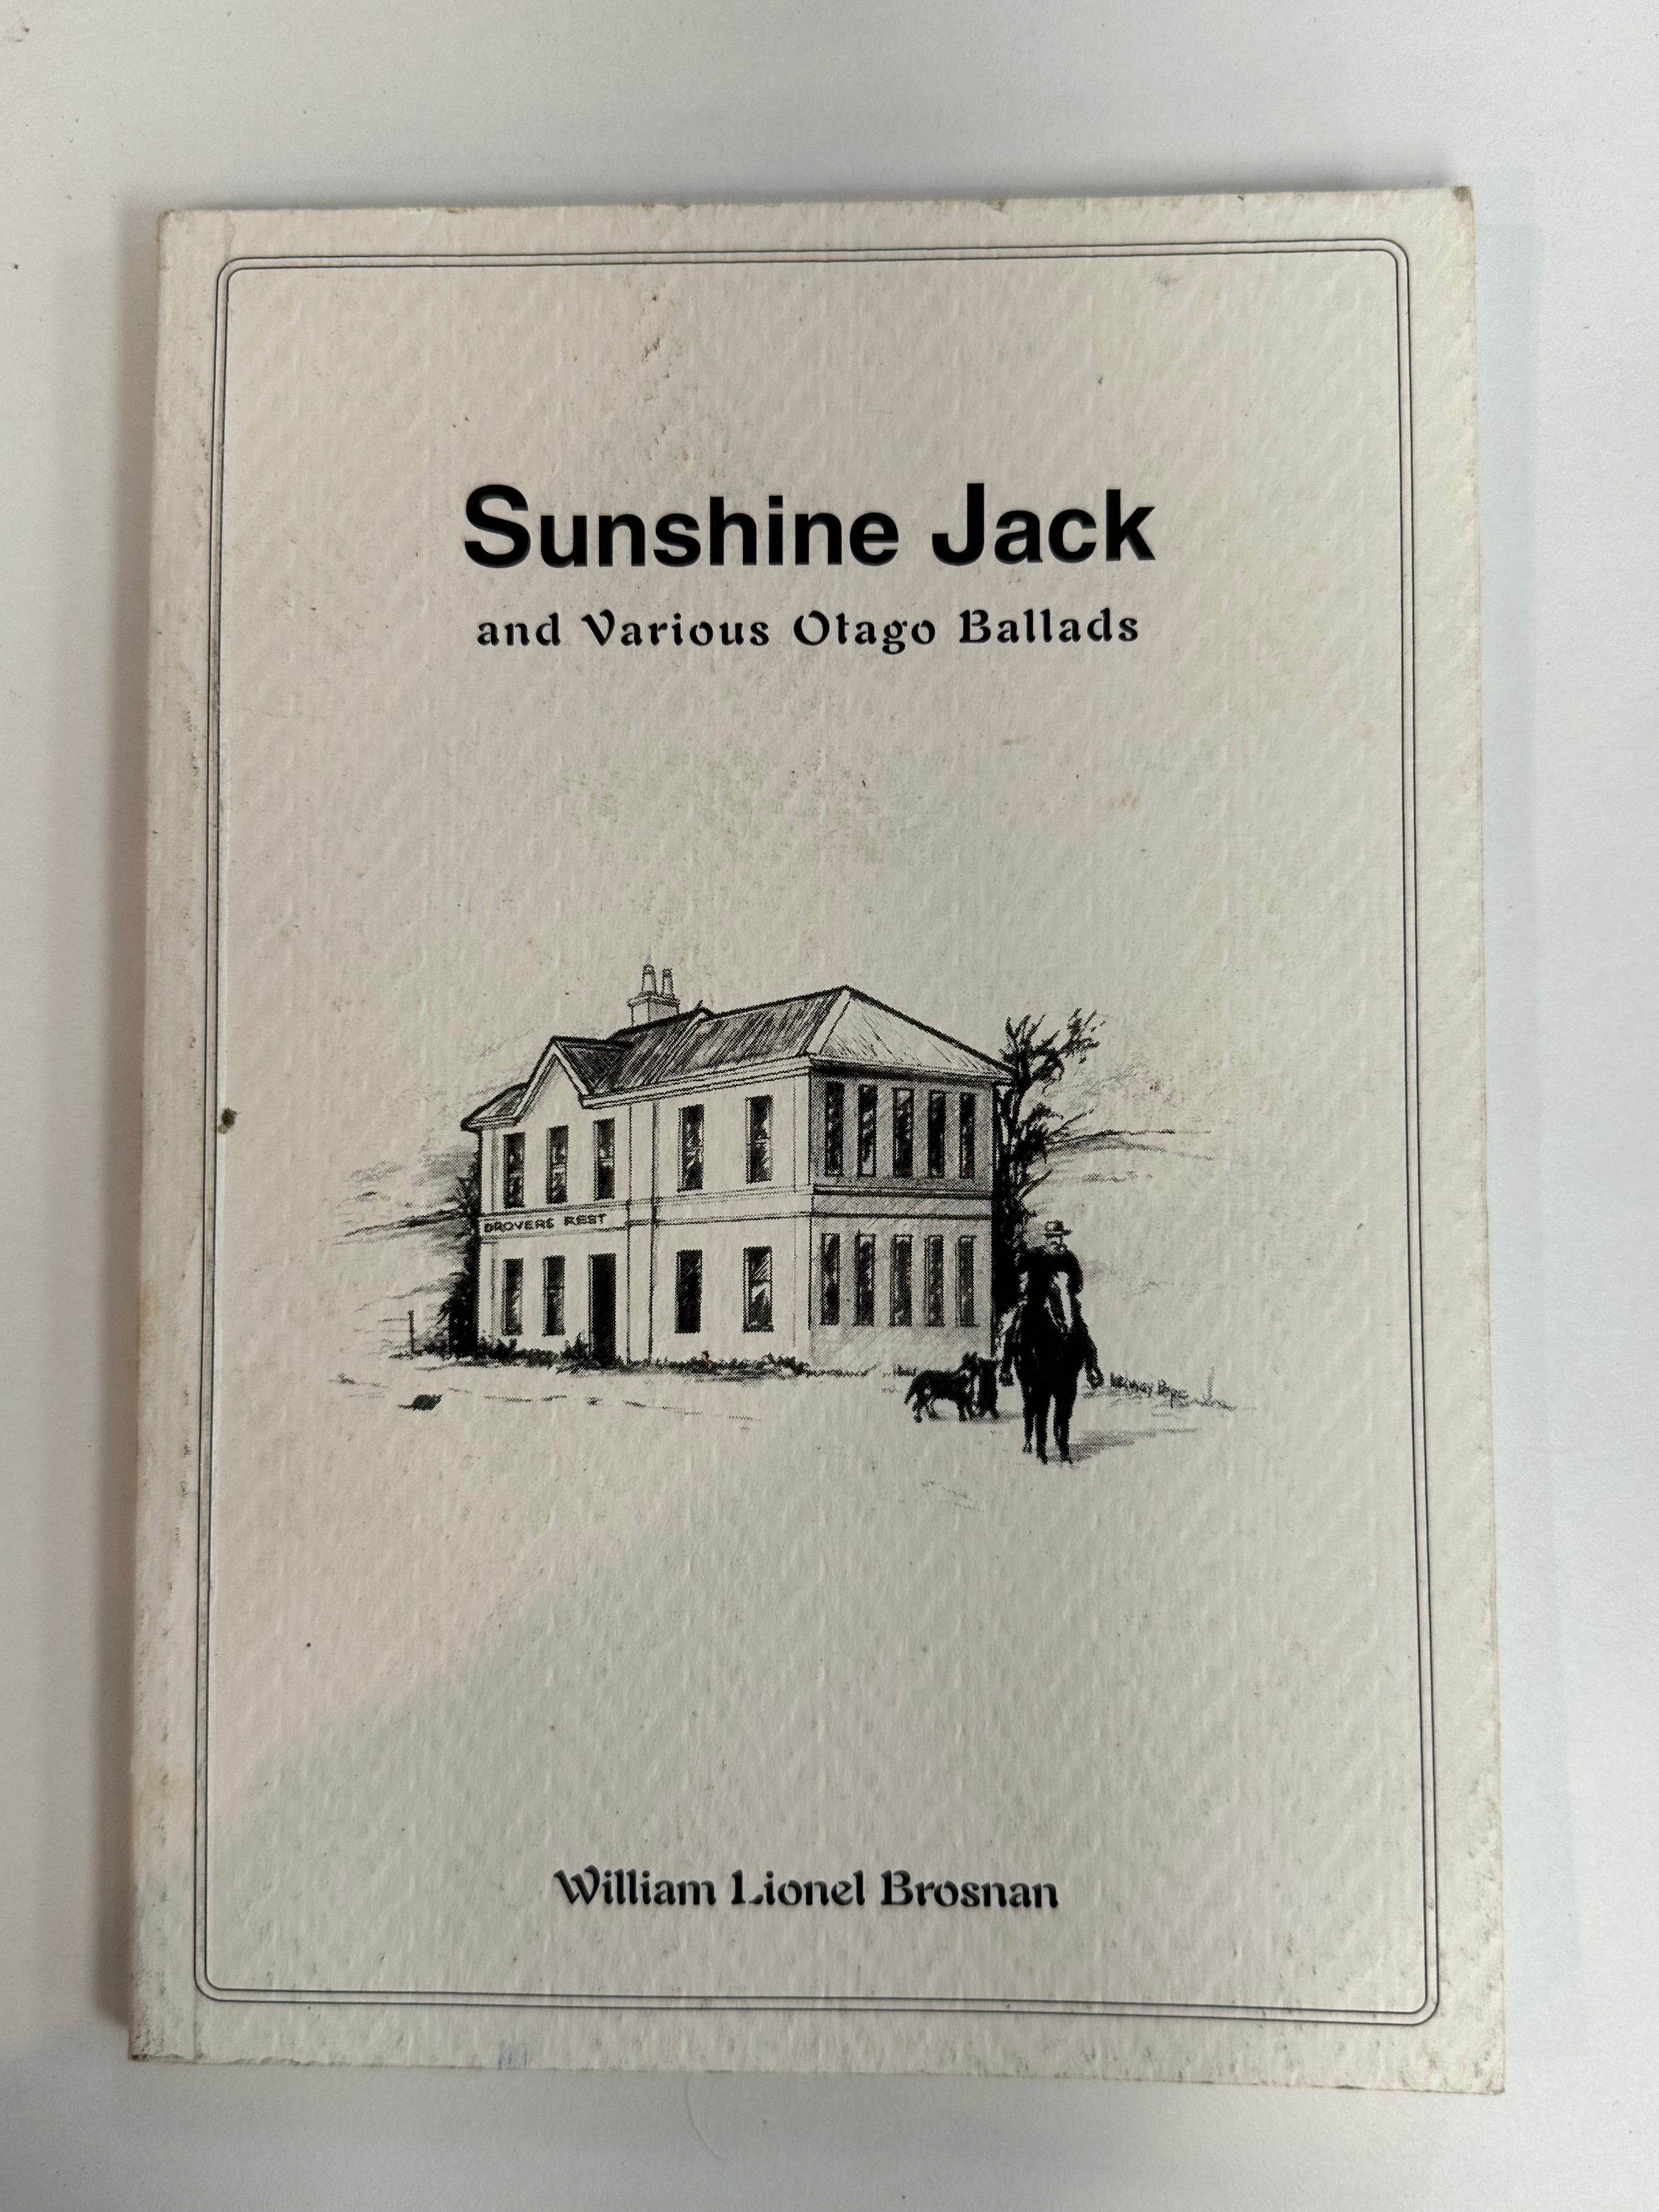 Sunshine Jack
and Various Otago Ballads
DROVERS REST
William Lionel Brosnan